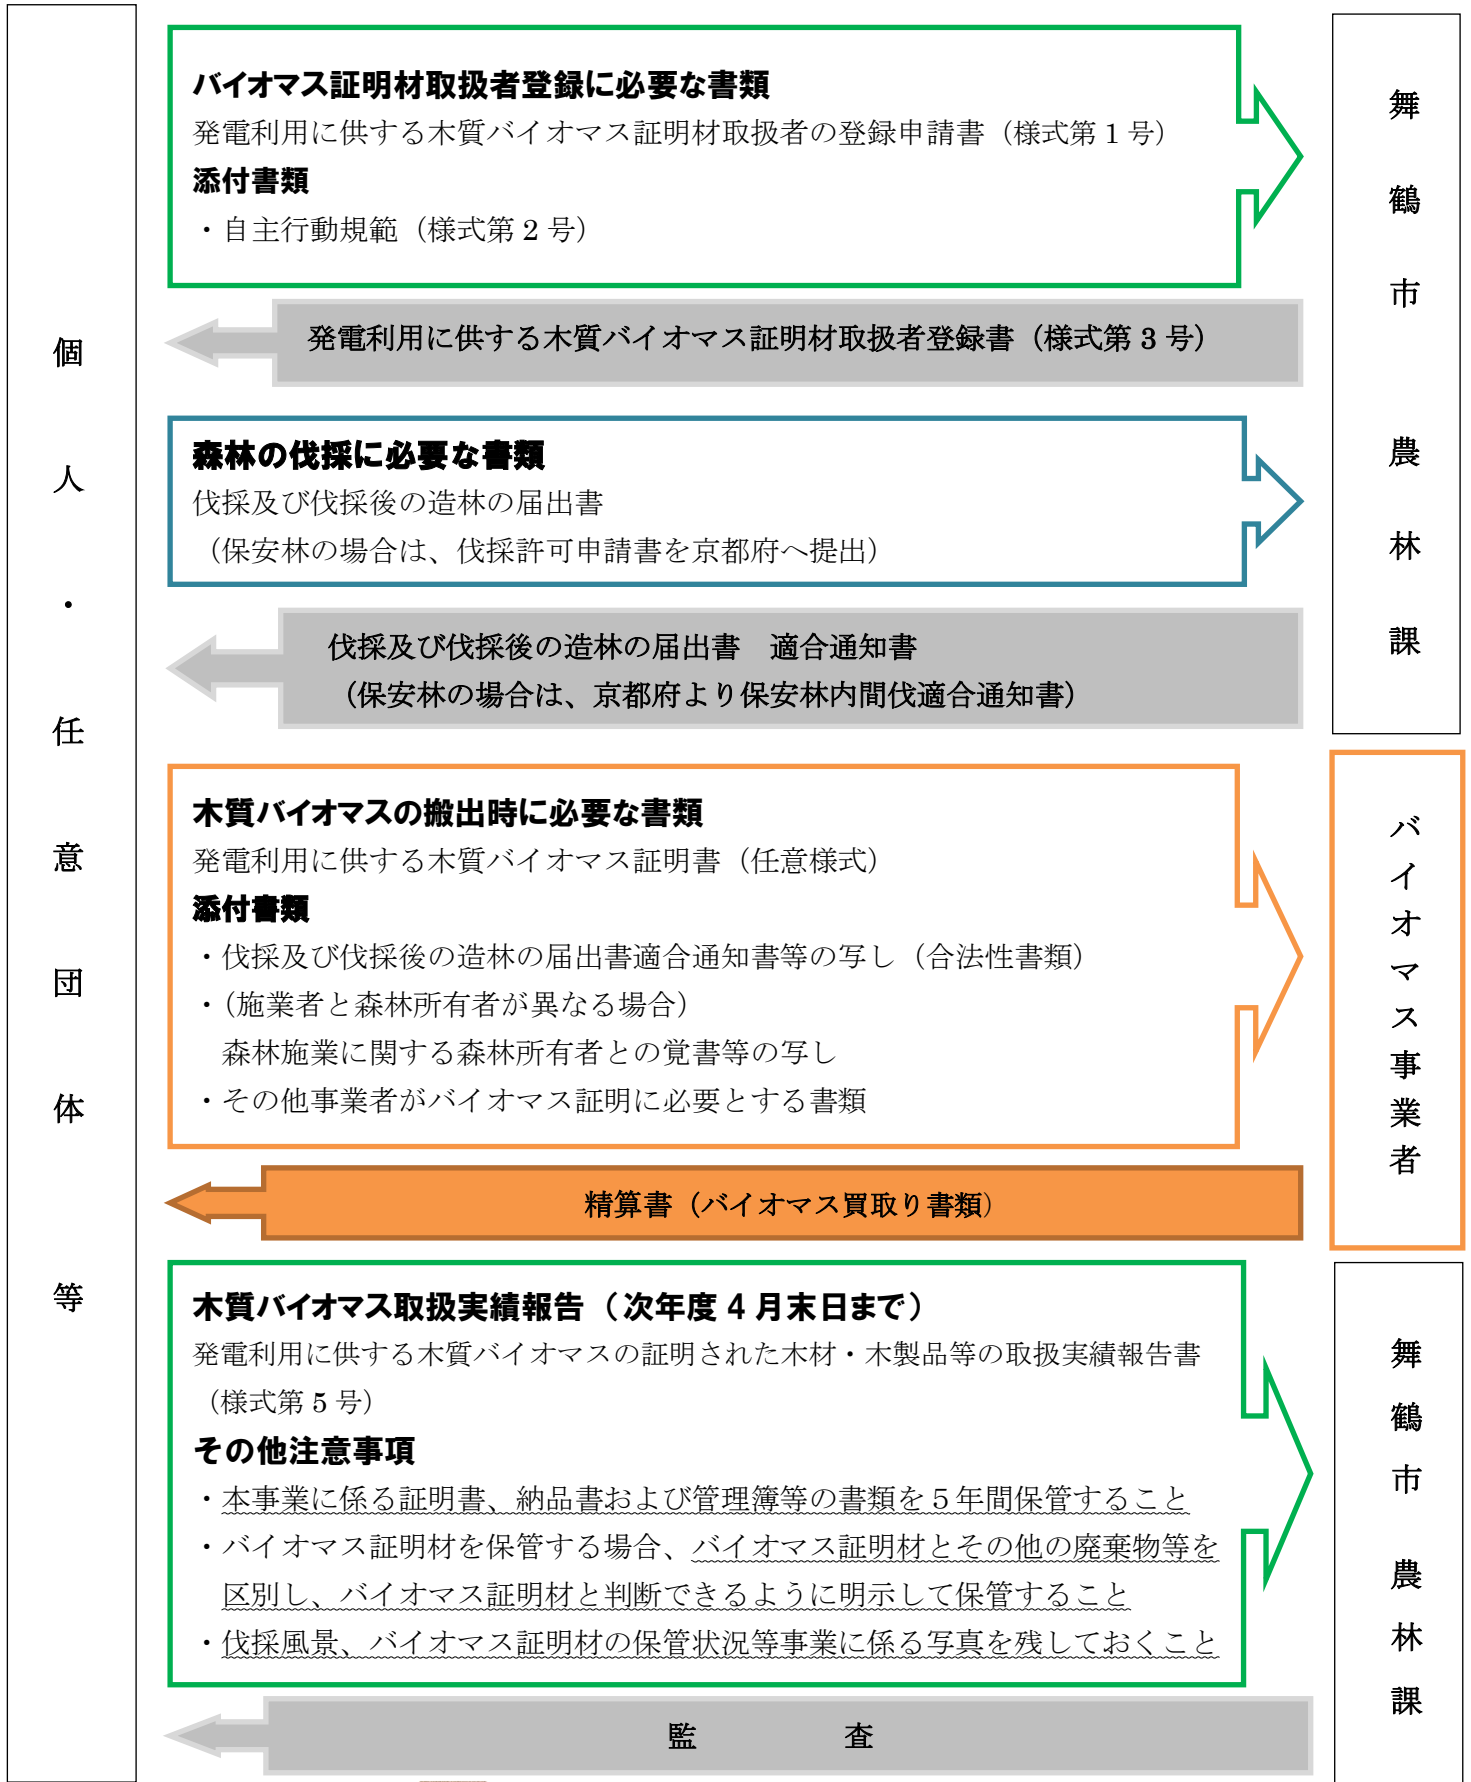 個人・任意団体等
バイオマス証明材取扱者登録に必要な書類
発電利用に供する木質バイオマス証明材取扱者の登録申請書（様式第１号）
添付書類
・自主行動規範（様式第２号）
発電利用に供する木質バイオマス証明材取扱者登録書（様式第３号）
森林の伐採に必要な書類
伐採及び伐採後の造林の届出書
（保安林の場合は、伐採許可申請書を京都府へ提出）
伐採及び伐採後の造林の届出書　適合通知書
（保安林の場合は、京都府より保安林内間伐適合通知書）
舞鶴市　農林課
木質バイオマスの搬出時に必要な書類
発電利用に供する木質バイオマス証明書（任意様式）
添付書類
・伐採及び伐採後の造林の届出書適合通知書等の写し（合法性書類）
・（施業者と森林所有者が異なる場合）
森林施業に関する森林所有者との覚書等の写し
・その他事業者がバイオマス証明に必要とする書類
精算書（バイオマス買取り書類）
バイオマス事業者
木質バイオマス取扱実績報告（次年度４月末日まで）
発電利用に供する木質バイオマスの証明された木材・木製品等の取扱実績報告書
（様式第５号）
その他注意事項
・本事業に係る証明書、納品書および管理簿等の書類を５年間保管すること
・バイオマス証明材を保管する場合、バイオマス証明材とその他の廃棄物等を
区別し、バイオマス証明材と判断できるように明示して保管すること
・伐採風景、バイオマス証明材の保管状況等事業に係る写真を残しておくこと
監　　査
舞鶴市　農林課